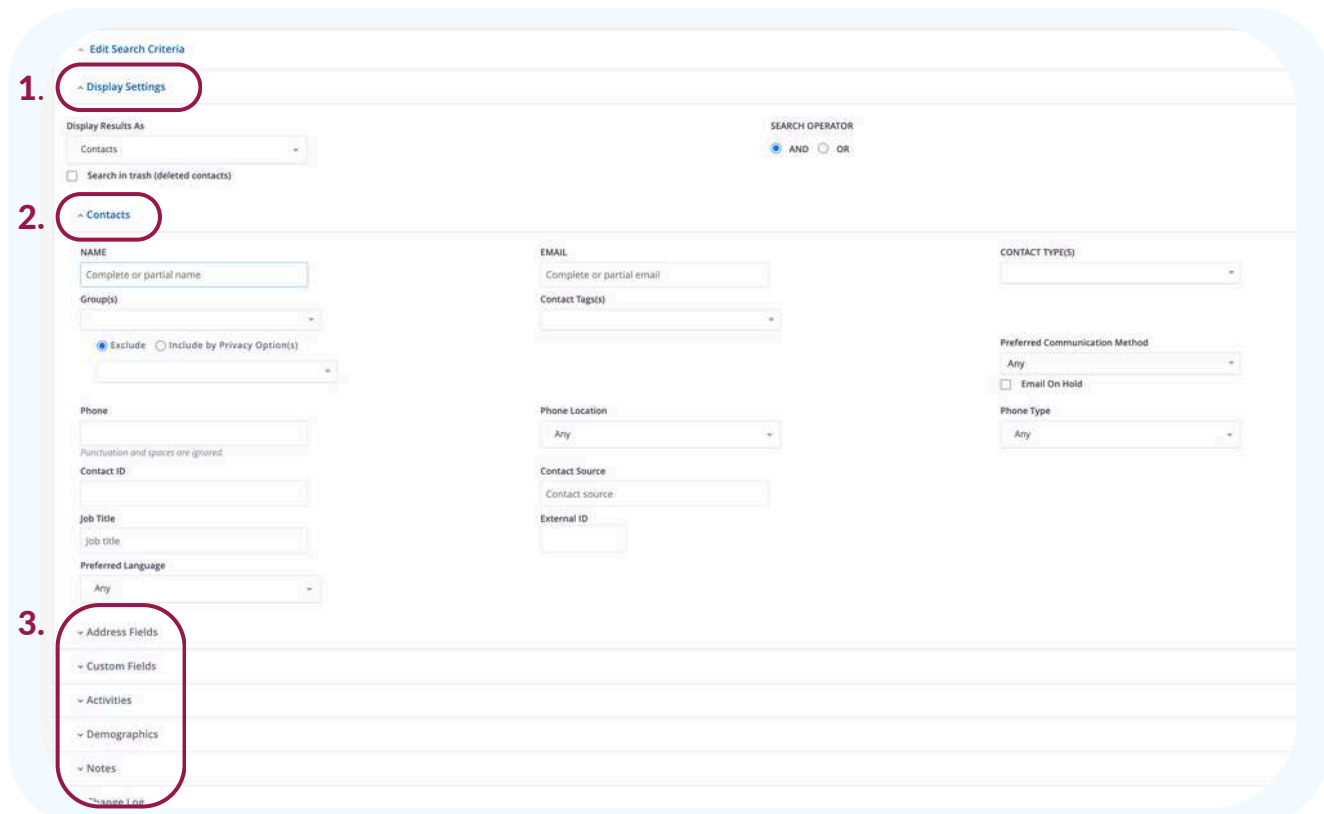 Edit Search Criteria
1.
Display Settings
Display Results As
SEARCH OPERATOR
Contacts
AND OR
Search in trash (deleted contacts)
2.
Contacts
NAME
EMAIL
CONTACT TYPE(S)
Complete or partial name
Complete or partial email
Group(s)
Contact Tags(s)
Exclude Include by Privacy Option(s)
Preferred Communication Method
Any
Email On Hold
Phone
Phone Location
Phone Type
Any
Any
Punctuation and spaces are ignored.
Contact ID
Contact Source
Contact source
Job Title
External ID
Job title
Preferred Language
Any
3.
Address Fields
Custom Fields
Activities
Demographics
Notes
Change Log